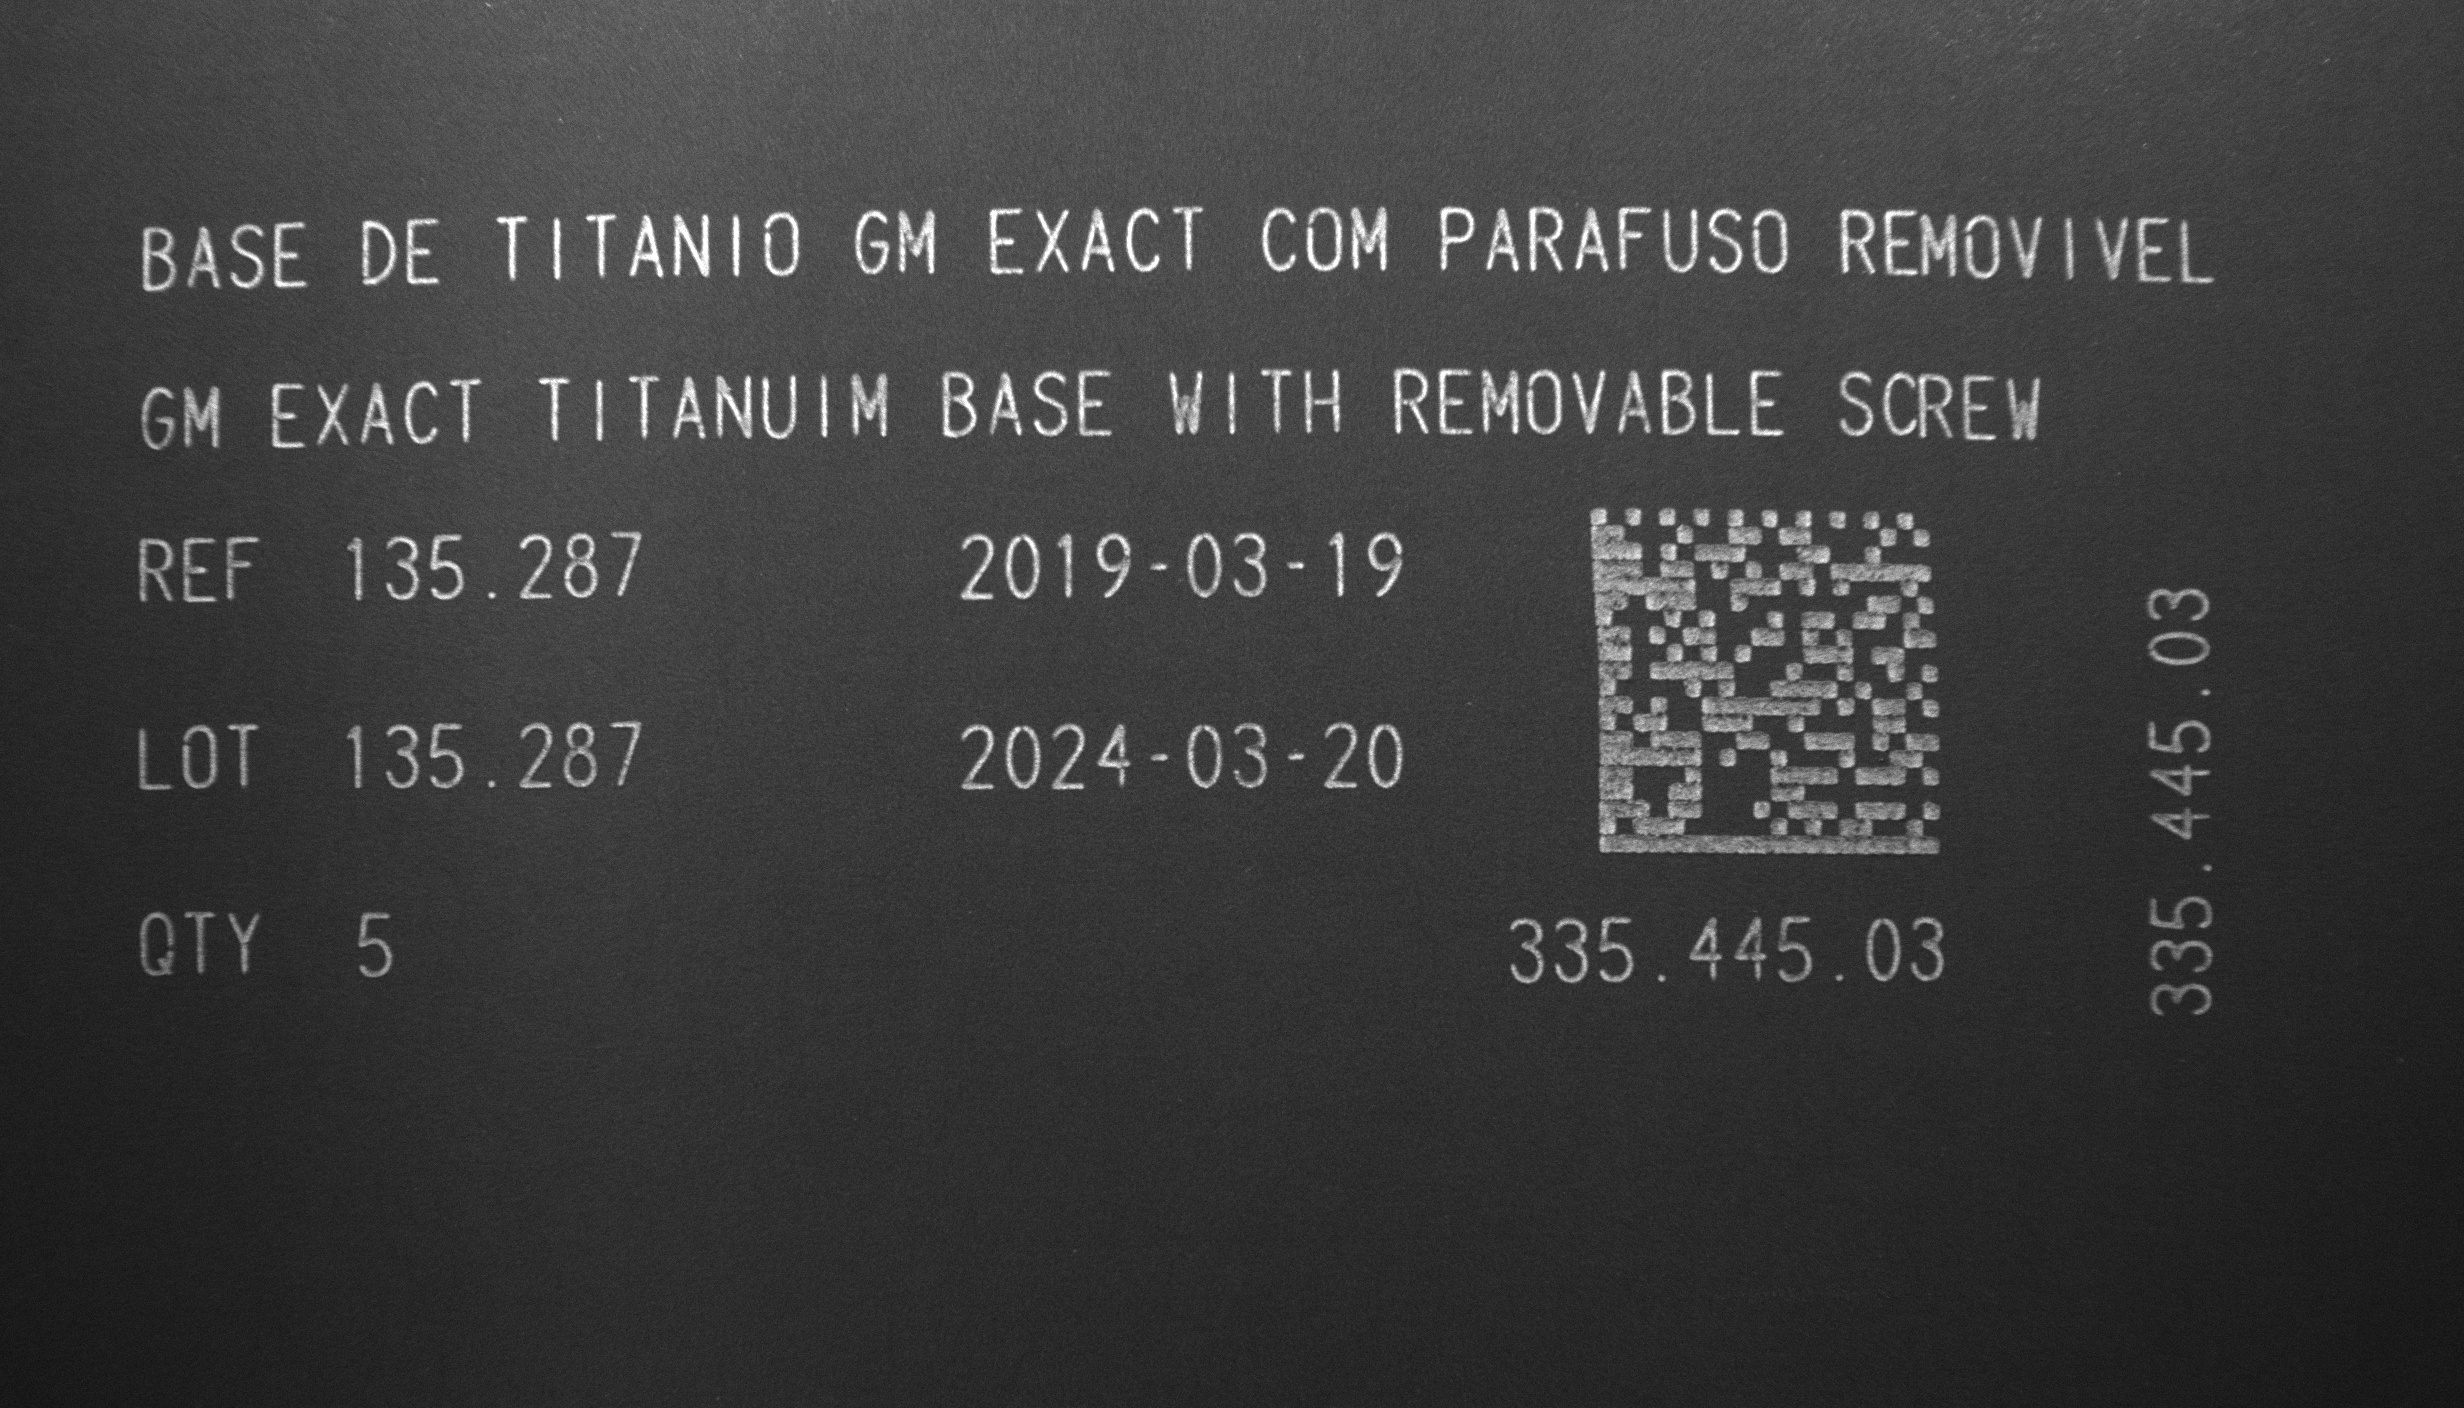 BASE DE TITANIO GM EXACT COM PARAFUSO REMOVIVEL
GM EXACT TITANUIM BASE WITH REMOVABLE SCREW
REF 135.287 2019-03-19
LOT 135.287 2024-03-20
QTY 5 335.445.03
335.445.03